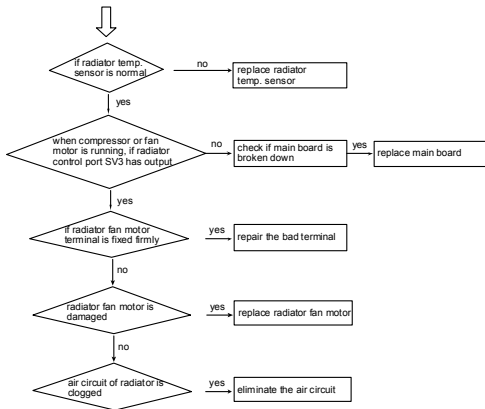 if radiator temp.
sensor is normal
no
replace radiator
temp. sensor
yes
when compressor or fan
motor is running, if radiator
control port SV3 has output
no
check if main board is
broken down
yes
replace main board
yes
if radiator fan motor
terminal is fixed firmly
yes
repair the bad terminal
no
radiator fan motor is
damaged
yes
replace radiator fan motor
no
air circuit of radiator is
clogged
yes
eliminate the air circuit